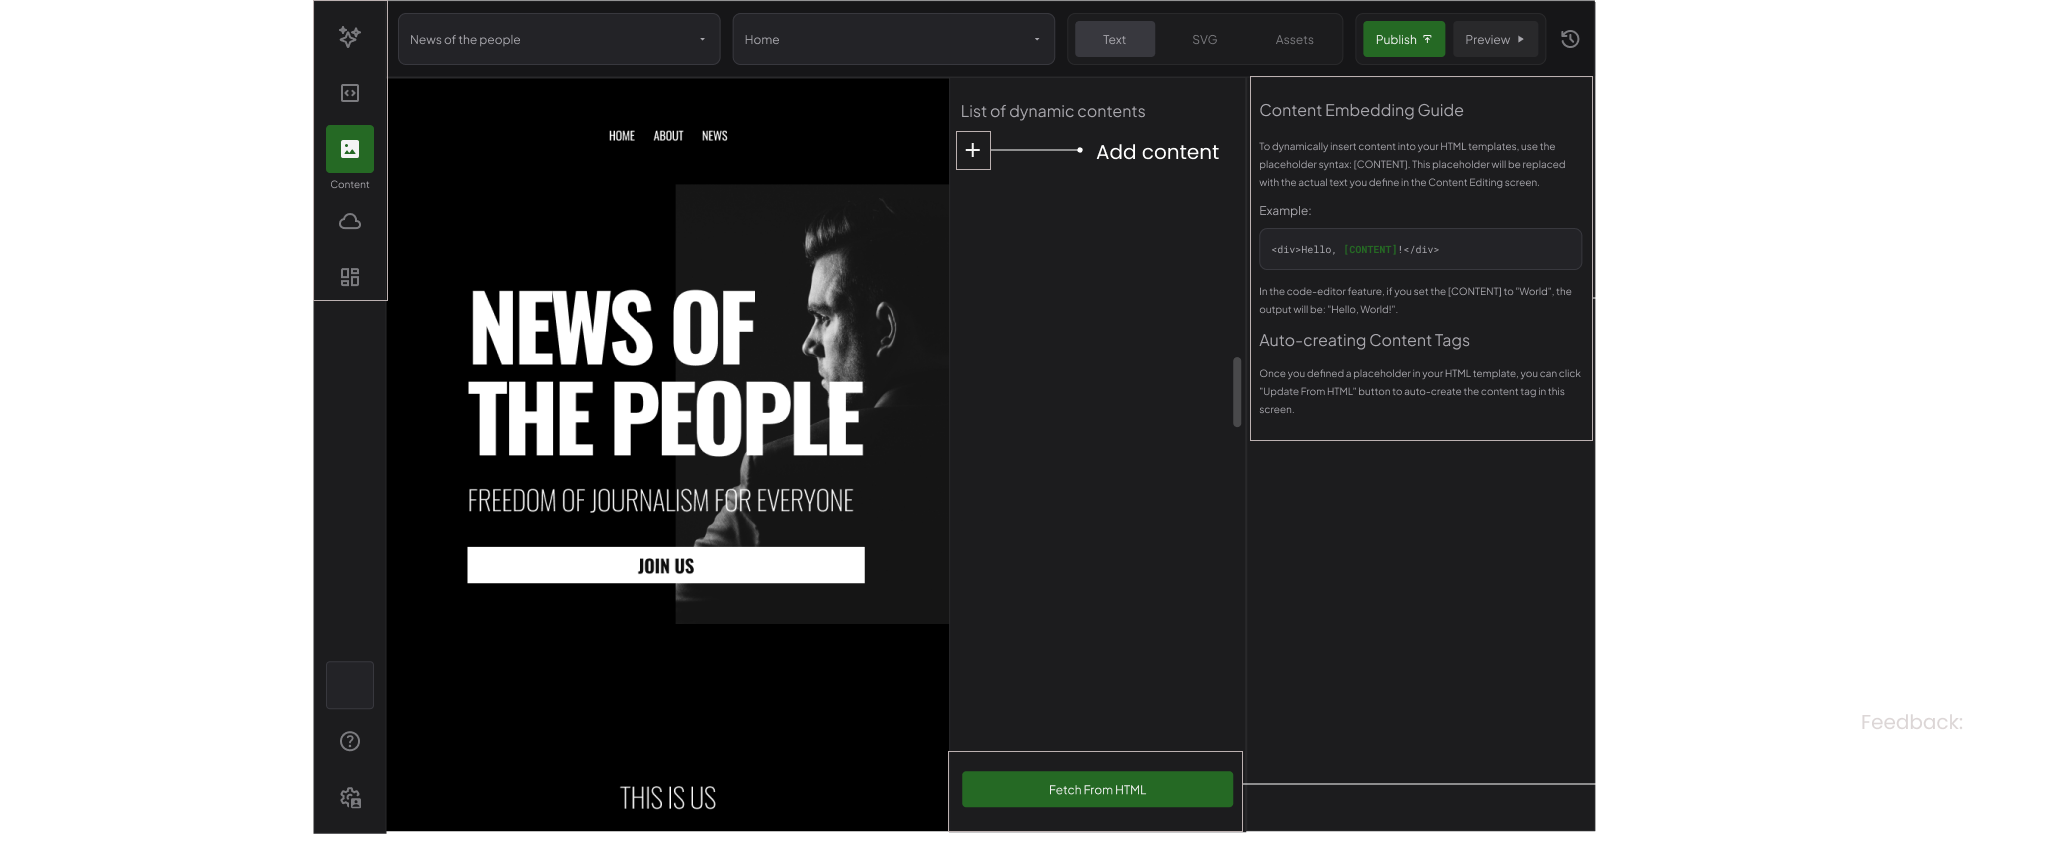 News of the people
Home
Text
SVG
Assets
Publish
Preview
Content
HOME
ABOUT
NEWS
NEWS OF
THE PEOPLE
FREEDOM OF JOURNALISM FOR EVERYONE
JOIN US
THIS IS US
List of dynamic contents
+
Add content
Fetch From HTML
Content Embedding Guide
To dynamically insert content into your HTML templates, use the
placeholder syntax: [CONTENT]. This placeholder will be replaced
with the actual text you define in the Content Editing screen.
Example:
<div>Hello, [CONTENT]!</div>
In the code-editor feature, if you set the [CONTENT] to "World", the
output will be: "Hello, World!".
Auto-creating Content Tags
Once you defined a placeholder in your HTML template, you can click
"Update From HTML" button to auto-create the content tag in this
screen.
Feedback: